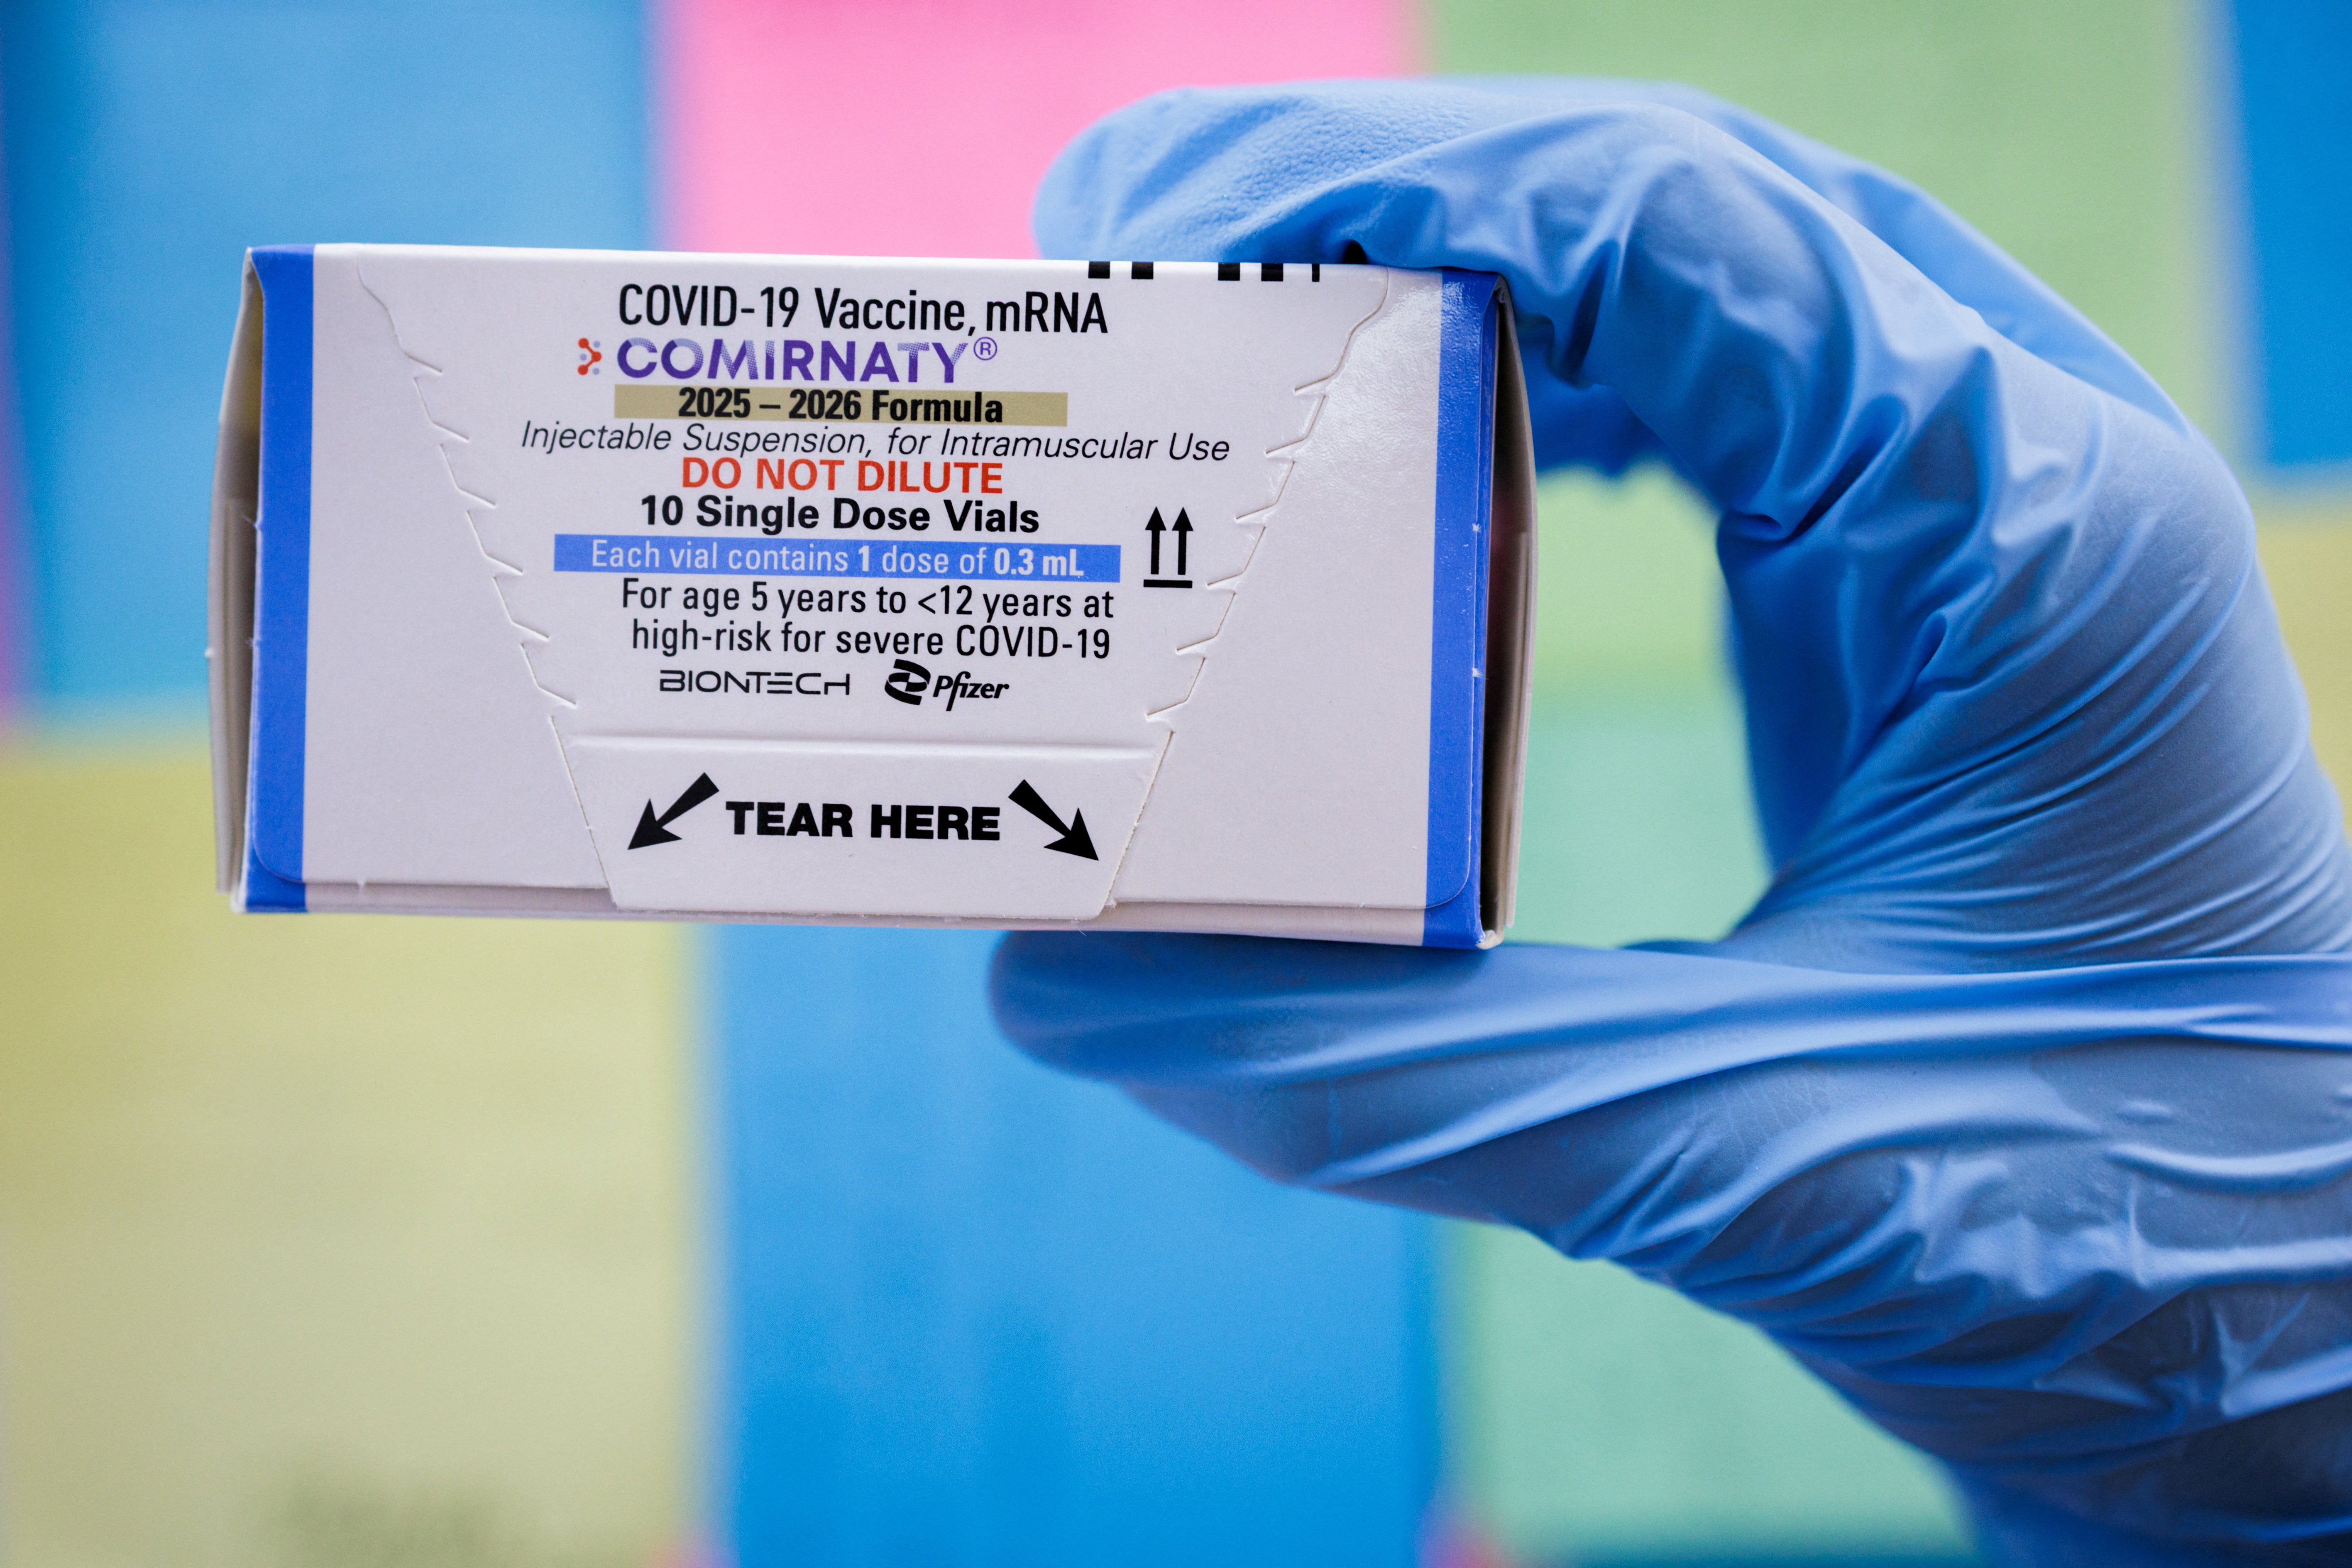 COVID-19 Vaccine, mRNA
COMIRNATY®
2025 – 2026 Formula
Injectable Suspension, for Intramuscular Use
DO NOT DILUTE
10 Single Dose Vials
Each vial contains 1 dose of 0.3 mL
For age 5 years to <12 years at
high-risk for severe COVID-19
BIONTECH Pfizer
TEAR HERE